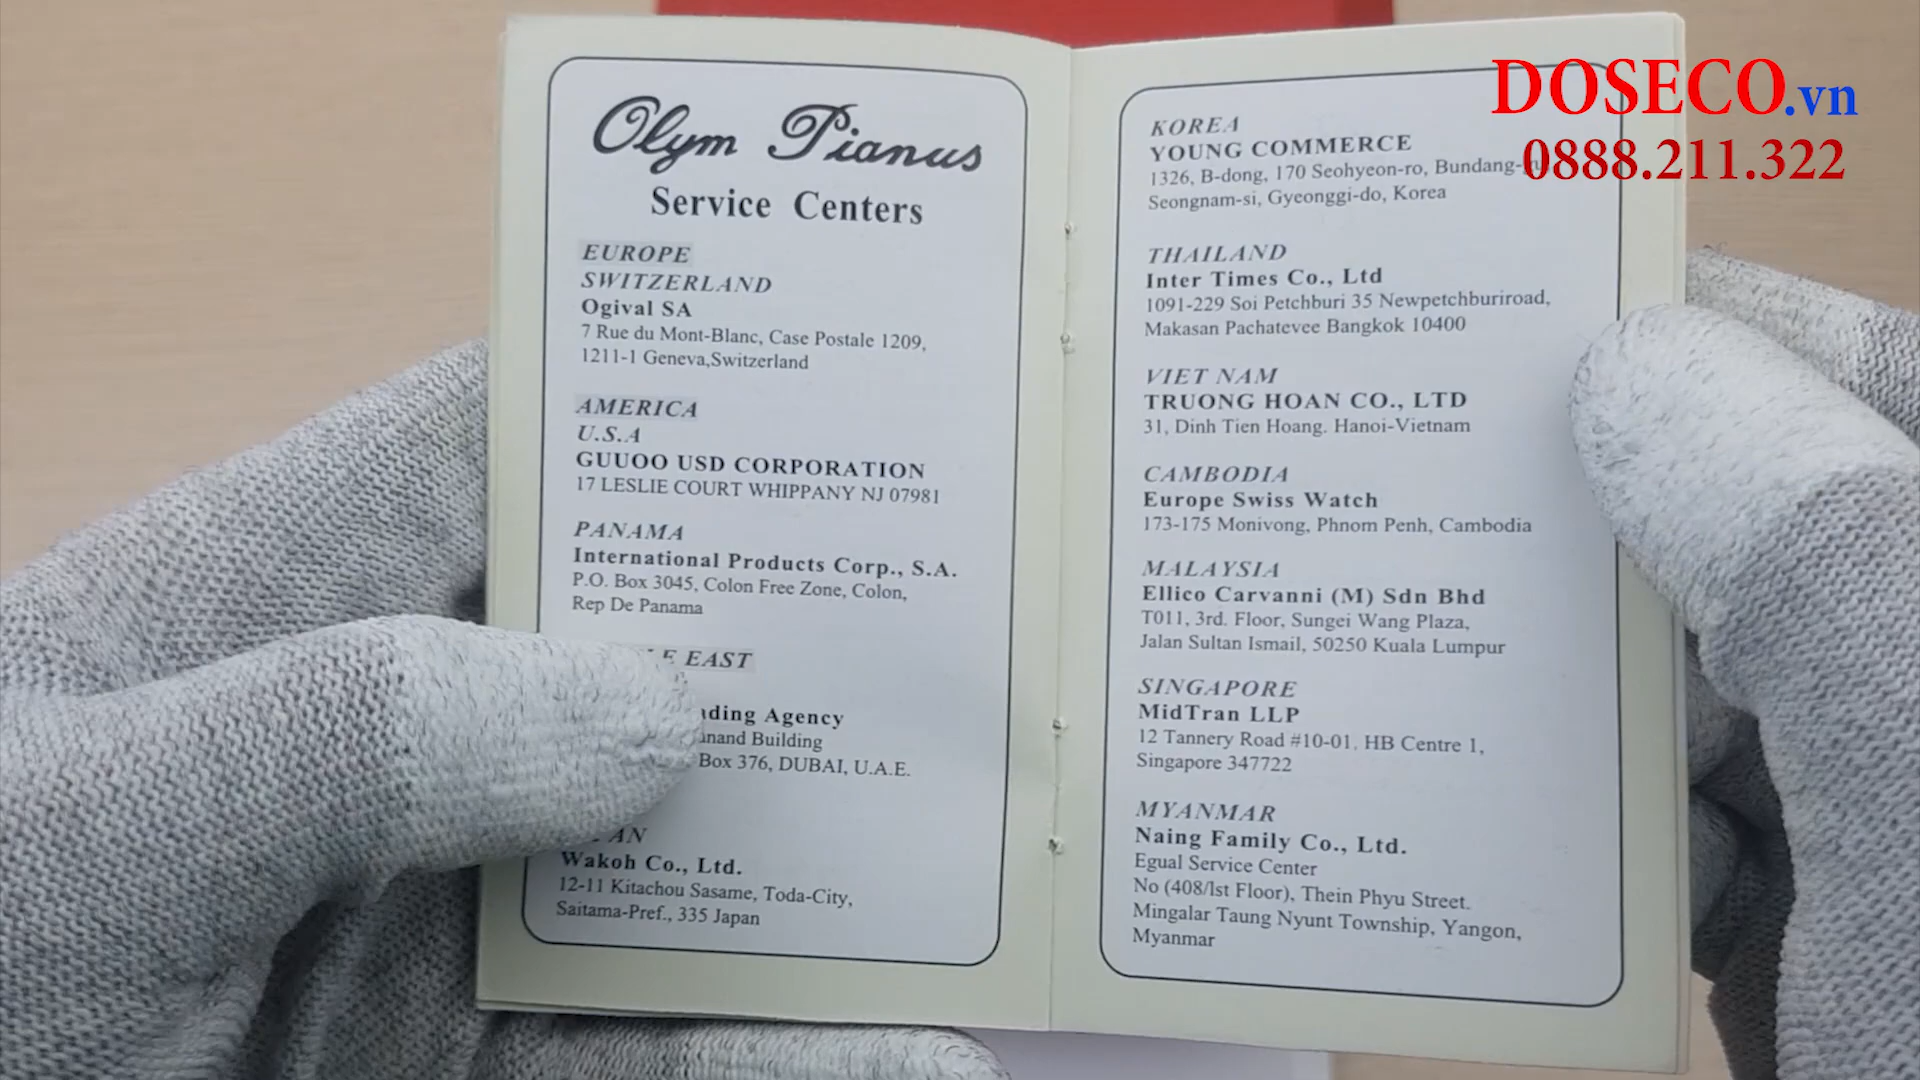 Olym Pianus
Service Centers
EUROPE
SWITZERLAND
Ogival SA
7 Rue du Mont-Blanc, Case Postale 1209,
1211-1 Geneva,Switzerland
AMERICA
U.S.A
GUUOO USD CORPORATION
17 LESLIE COURT WHIPPANY NJ 07981
PANAMA
International Products Corp., S.A.
P.O. Box 3045, Colon Free Zone, Colon,
Rep De Panama
EAST
Agency
Building
Box 376, DUBAI, U.A.E.
Wakoh Co., Ltd.
12-11 Kitachou Sasame, Toda-City,
Saitama-Pref., 335 Japan
KOREA
YOUNG COMMERCE
1326, B-dong, 170 Seohyeon-ro, Bundang-
Seongnam-si, Gyeonggi-do, Korea
THAILAND
Inter Times Co., Ltd
1091-229 Soi Petchburi 35 Newpetchburiroad,
Makasan Pachatevee Bangkok 10400
VIET NAM
TRUONG HOAN CO., LTD
31, Dinh Tien Hoang. Hanoi-Vietnam
CAMBODIA
Europe Swiss Watch
173-175 Monivong, Phnom Penh, Cambodia
MALAYSIA
Ellico Carvanni (M) Sdn Bhd
T011, 3rd. Floor, Sungei Wang Plaza,
Jalan Sultan Ismail, 50250 Kuala Lumpur
SINGAPORE
MidTran LLP
12 Tannery Road #10-01, HB Centre 1,
Singapore 347722
MYANMAR
Naing Family Co., Ltd.
Egual Service Center
No (408/lst Floor), Thein Phyu Street.
Mingalar Taung Nyunt Township, Yangon,
Myanmar
DOSECO.vn
0888.211.322